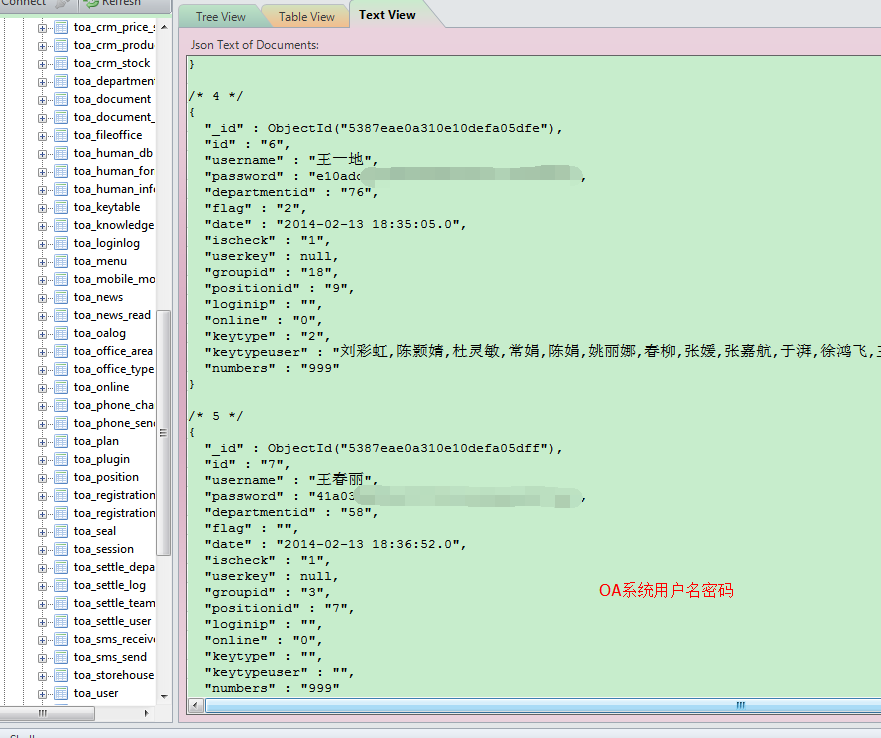 Connect
Refresh
toa_crm_price_s
toa_crm_produ
toa_crm_stock
toa_department
toa_document
toa_document_
toa_fileoffice
toa_human_db
toa_human_for
toa_human_info
toa_keytable
toa_knowledge
toa_loginlog
toa_menu
toa_mobile_mo
toa_news
toa_news_read
toa_oalog
toa_office_area
toa_office_type
toa_online
toa_phone_cha
toa_phone_send
toa_plan
toa_plugin
toa_position
toa_registration
toa_registration
toa_seal
toa_session
toa_settle_depa
toa_settle_log
toa_settle_team
toa_settle_user
toa_sms_receive
toa_sms_send
toa_storehouse
toa_user
Tree View
Table View
Text View
Json Text of Documents:
}
/* 4 */
{
"_id" : ObjectId("5387eae0a310e10defa05dfe"),
"id" : "6",
"username" : "王一地",
"password" : "e10adc
,
"departmentid" : "76",
"flag" : "2",
"date" : "2014-02-13 18:35:05.0",
"ischeck" : "1",
"userkey" : null,
"groupid" : "18",
"positionid" : "9",
"loginip" : "",
"online" : "0",
"keytype" : "2",
"keytypeuser" : "刘彩虹,陈颢婧,杜灵敏,常娟,陈娟,姚丽娜,春柳,张媛,张嘉航,于湃,徐鸿飞,
"numbers" : "999"
}
/* 5 */
{
"_id" : ObjectId("5387eae0a310e10defa05dff"),
"id" : "7",
"username" : "王春丽",
"password" : "41a03
,
"departmentid" : "58",
"flag" : "",
"date" : "2014-02-13 18:36:52.0",
"ischeck" : "1",
"userkey" : null,
"groupid" : "3",
"positionid" : "7",
"loginip" : "",
"online" : "0",
"keytype" : "",
"keytypeuser" : "",
"numbers" : "999"
OA系统用户名密码